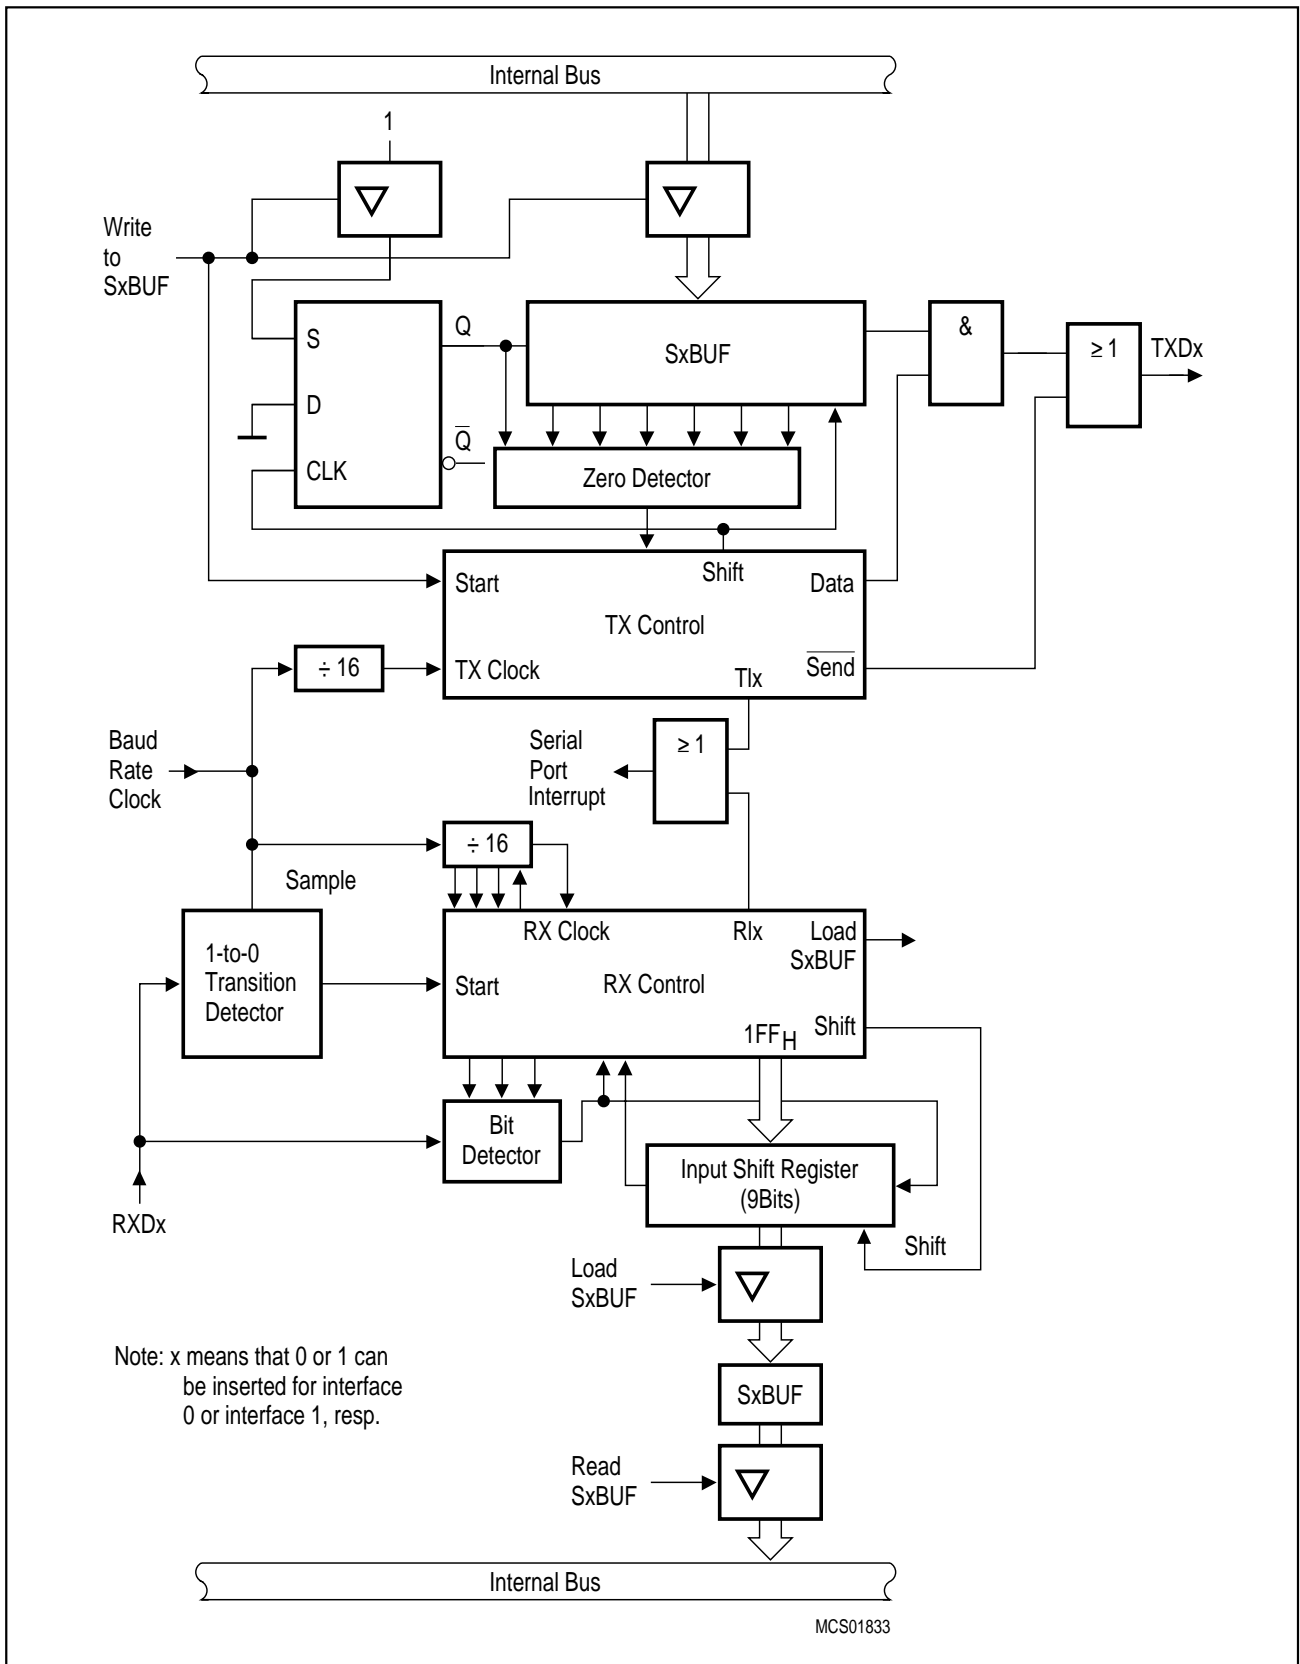 Internal Bus
1
Write
to
SxBUF
S
D
CLK
Q
Q
SxBUF
&
≥ 1
TXDx
Zero Detector
Start
Shift
Data
TX Control
÷ 16
TX Clock
TIx
Send
Baud
Rate
Clock
Serial
Port
Interrupt
≥ 1
÷ 16
Sample
1-to-0
Transition
Detector
RX Clock
RIx
Load
SxBUF
Start
RX Control
1FFH
Shift
Bit
Detector
Input Shift Register
(9Bits)
RXDx
Shift
Load
SxBUF
Note: x means that 0 or 1 can
be inserted for interface
0 or interface 1, resp.
SxBUF
Read
SxBUF
Internal Bus
MCS01833